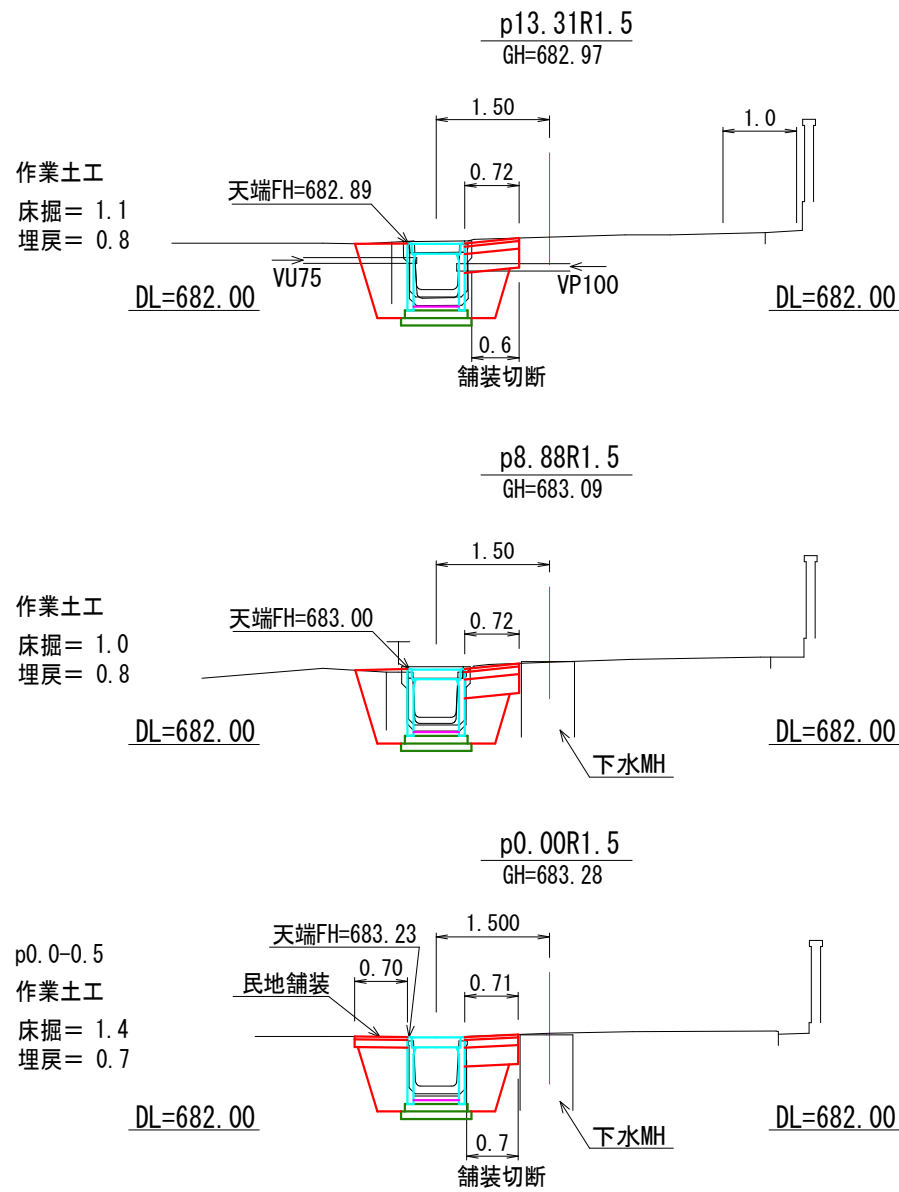 p13.31R1.5
GH=682.97
1.50
1.0
作業土工
床掘= 1.1
埋戻= 0.8
天端FH=682.89
0.72
VU75
VP100
DL=682.00
DL=682.00
0.6
舗装切断
p8.88R1.5
GH=683.09
1.50
作業土工
床掘= 1.0
埋戻= 0.8
天端FH=683.00
0.72
DL=682.00
DL=682.00
下水MH
p0.00R1.5
GH=683.28
天端FH=683.23
1.500
p0.0-0.5
作業土工
床掘= 1.4
埋戻= 0.7
0.70
民地舗装
0.71
DL=682.00
DL=682.00
0.7
下水MH
舗装切断